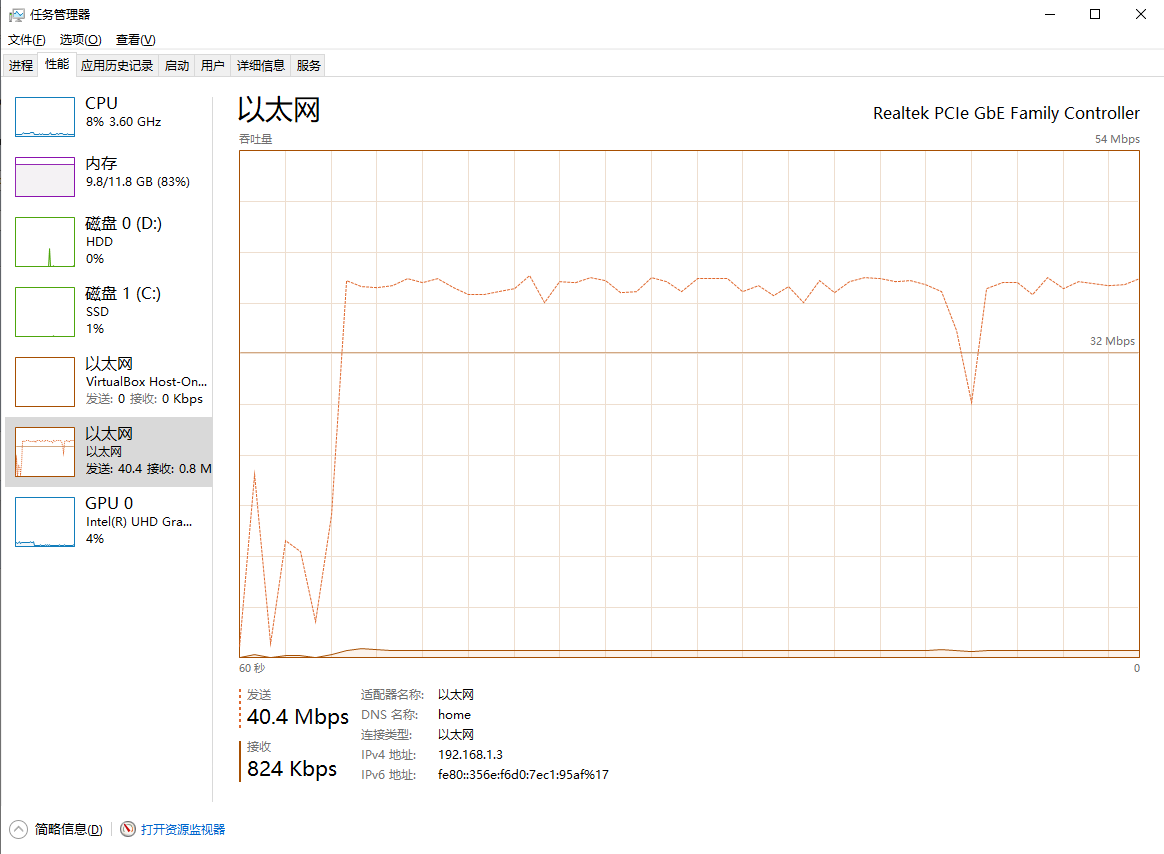 任务管理器
文件(F) 选项(O) 查看(V)
进程 性能 应用历史记录 启动 用户 详细信息 服务
CPU
8% 3.60 GHz
内存
9.8/11.8 GB (83%)
磁盘 0 (D:)
HDD
0%
磁盘 1 (C:)
SSD
1%
以太网
VirtualBox Host-On...
发送: 0 接收: 0 Kbps
以太网
以太网
发送: 40.4 接收: 0.8 M
GPU 0
Intel(R) UHD Gra...
4%
以太网
Realtek PCIe GbE Family Controller
吞吐量
54 Mbps
32 Mbps
60 秒
0
发送
40.4 Mbps
接收
824 Kbps
适配器名称: 以太网
DNS 名称: home
连接类型: 以太网
IPv4 地址: 192.168.1.3
IPv6 地址: fe80::356e:f6d0:7ec1:95af%17
简略信息(D)
打开资源监视器